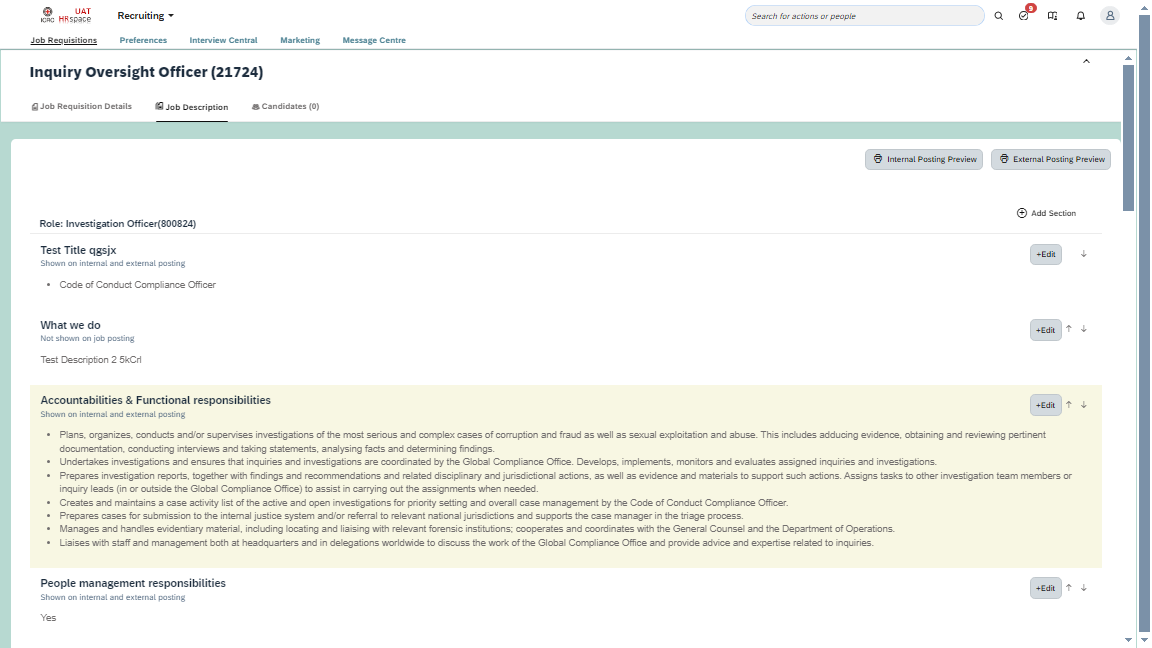 ICRC UAT
HRspace
Recruiting
Search for actions or people
9
Job Requisitions
Preferences
Interview Central
Marketing
Message Centre
Inquiry Oversight Officer (21724)
Job Requisition Details
Job Description
Candidates (0)
Internal Posting Preview
External Posting Preview
Add Section
Role: Investigation Officer(800824)
Test Title qgsjx
+Edit
Shown on internal and external posting
• Code of Conduct Compliance Officer
What we do
+Edit
Not shown on job posting
Test Description 2 5kCrl
Accountabilities & Functional responsibilities
+Edit
Shown on internal and external posting
• Plans, organizes, conducts and/or supervises investigations of the most serious and complex cases of corruption and fraud as well as sexual exploitation and abuse. This includes adducing evidence, obtaining and reviewing pertinent
documentation, conducting interviews and taking statements, analysing facts and determining findings.
• Undertakes investigations and ensures that inquiries and investigations are coordinated by the Global Compliance Office. Develops, implements, monitors and evaluates assigned inquiries and investigations.
• Prepares investigation reports, together with findings and recommendations and related disciplinary and jurisdictional actions, as well as evidence and materials to support such actions. Assigns tasks to other investigation team members or
inquiry leads (in or outside the Global Compliance Office) to assist in carrying out the assignments when needed.
• Creates and maintains a case activity list of the active and open investigations for priority setting and overall case management by the Code of Conduct Compliance Officer.
• Prepares cases for submission to the internal justice system and/or referral to relevant national jurisdictions and supports the case manager in the triage process.
• Manages and handles evidentiary material, including locating and liaising with relevant forensic institutions; cooperates and coordinates with the General Counsel and the Department of Operations.
• Liaises with staff and management both at headquarters and in delegations worldwide to discuss the work of the Global Compliance Office and provide advice and expertise related to inquiries.
People management responsibilities
+Edit
Shown on internal and external posting
Yes